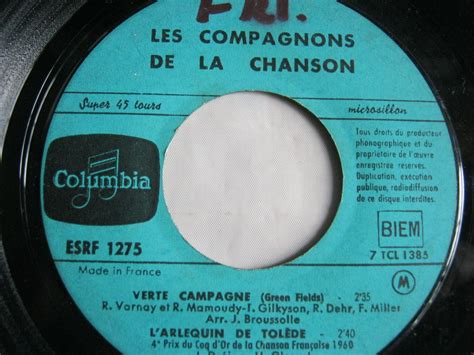 FRI.
LES COMPAGNONS
DE LA CHANSON
Super 45 tours
microsillon
Tous droits du producteur
phonographique et du
propriétaire de l'œuvre
enregistrée réservés.
Duplication, exécution
publique, radiodiffusion
de ce disque interdites.
Columbia
BIEM
ESRF 1275
7 TCL 1385
Made in France
M
VERTE CAMPAGNE (Green Fields) - 2'35
R. Varnay et R. Mamoudy-T. Gilkyson, R. Dehr, F. Miller
Arr. J. Broussolle
L'ARLEQUIN DE TOLÈDE - 2'40
4e Prix du Coq d'Or de la Chanson Française 1960